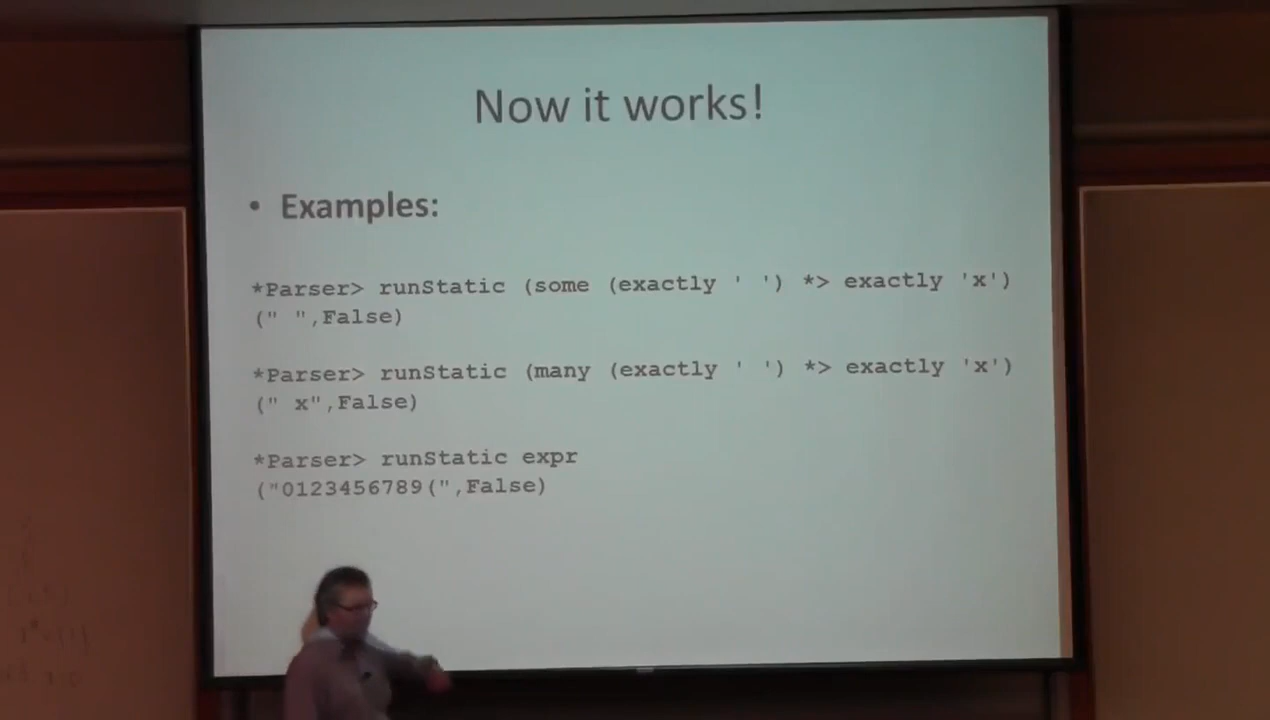 Now it works!
• Examples:
*Parser> runStatic (some (exactly ' ') *> exactly 'x')
(" ",False)
*Parser> runStatic (many (exactly ' ') *> exactly 'x')
(" x",False)
*Parser> runStatic expr
("0123456789(",False)